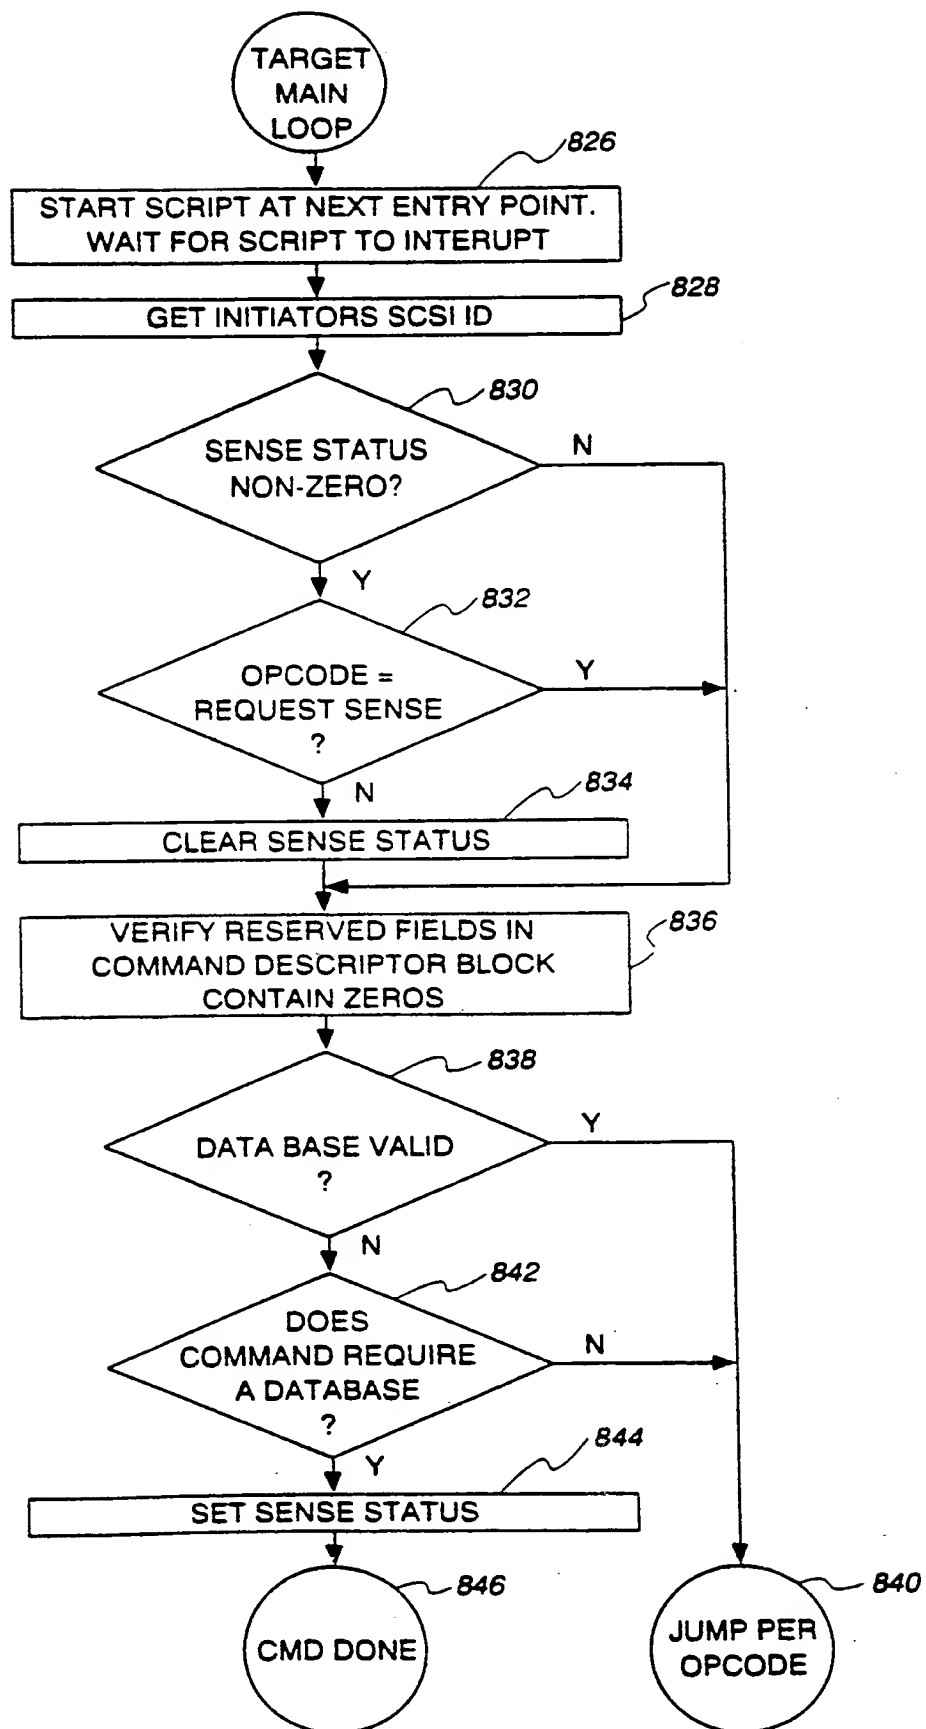 TARGET
MAIN
LOOP
826
START SCRIPT AT NEXT ENTRY POINT.
WAIT FOR SCRIPT TO INTERUPT
828
GET INITIATORS SCSI ID
830
SENSE STATUS
NON-ZERO?
N
Y
832
OPCODE =
REQUEST SENSE
?
Y
N
834
CLEAR SENSE STATUS
836
VERIFY RESERVED FIELDS IN
COMMAND DESCRIPTOR BLOCK
CONTAIN ZEROS
838
DATA BASE VALID
?
Y
N
842
DOES
COMMAND REQUIRE
A DATABASE
?
N
Y
844
SET SENSE STATUS
846
CMD DONE
840
JUMP PER
OPCODE